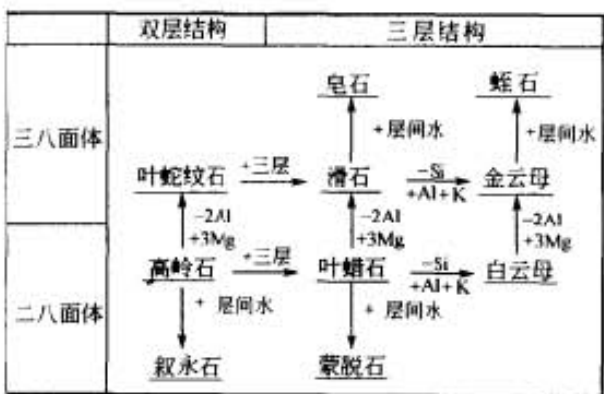 双层结构 三层结构
皂石 蛭石
+层间水 +层间水
三八面体
叶蛇纹石 +三层 滑石 -Si 金云母
+Al+K
-2Al -2Al -2Al
+3Mg +3Mg +3Mg
高岭石 +三层 叶蜡石 -Si 白云母
+Al+K
二八面体
+ 层间水 + 层间水
叙永石 蒙脱石